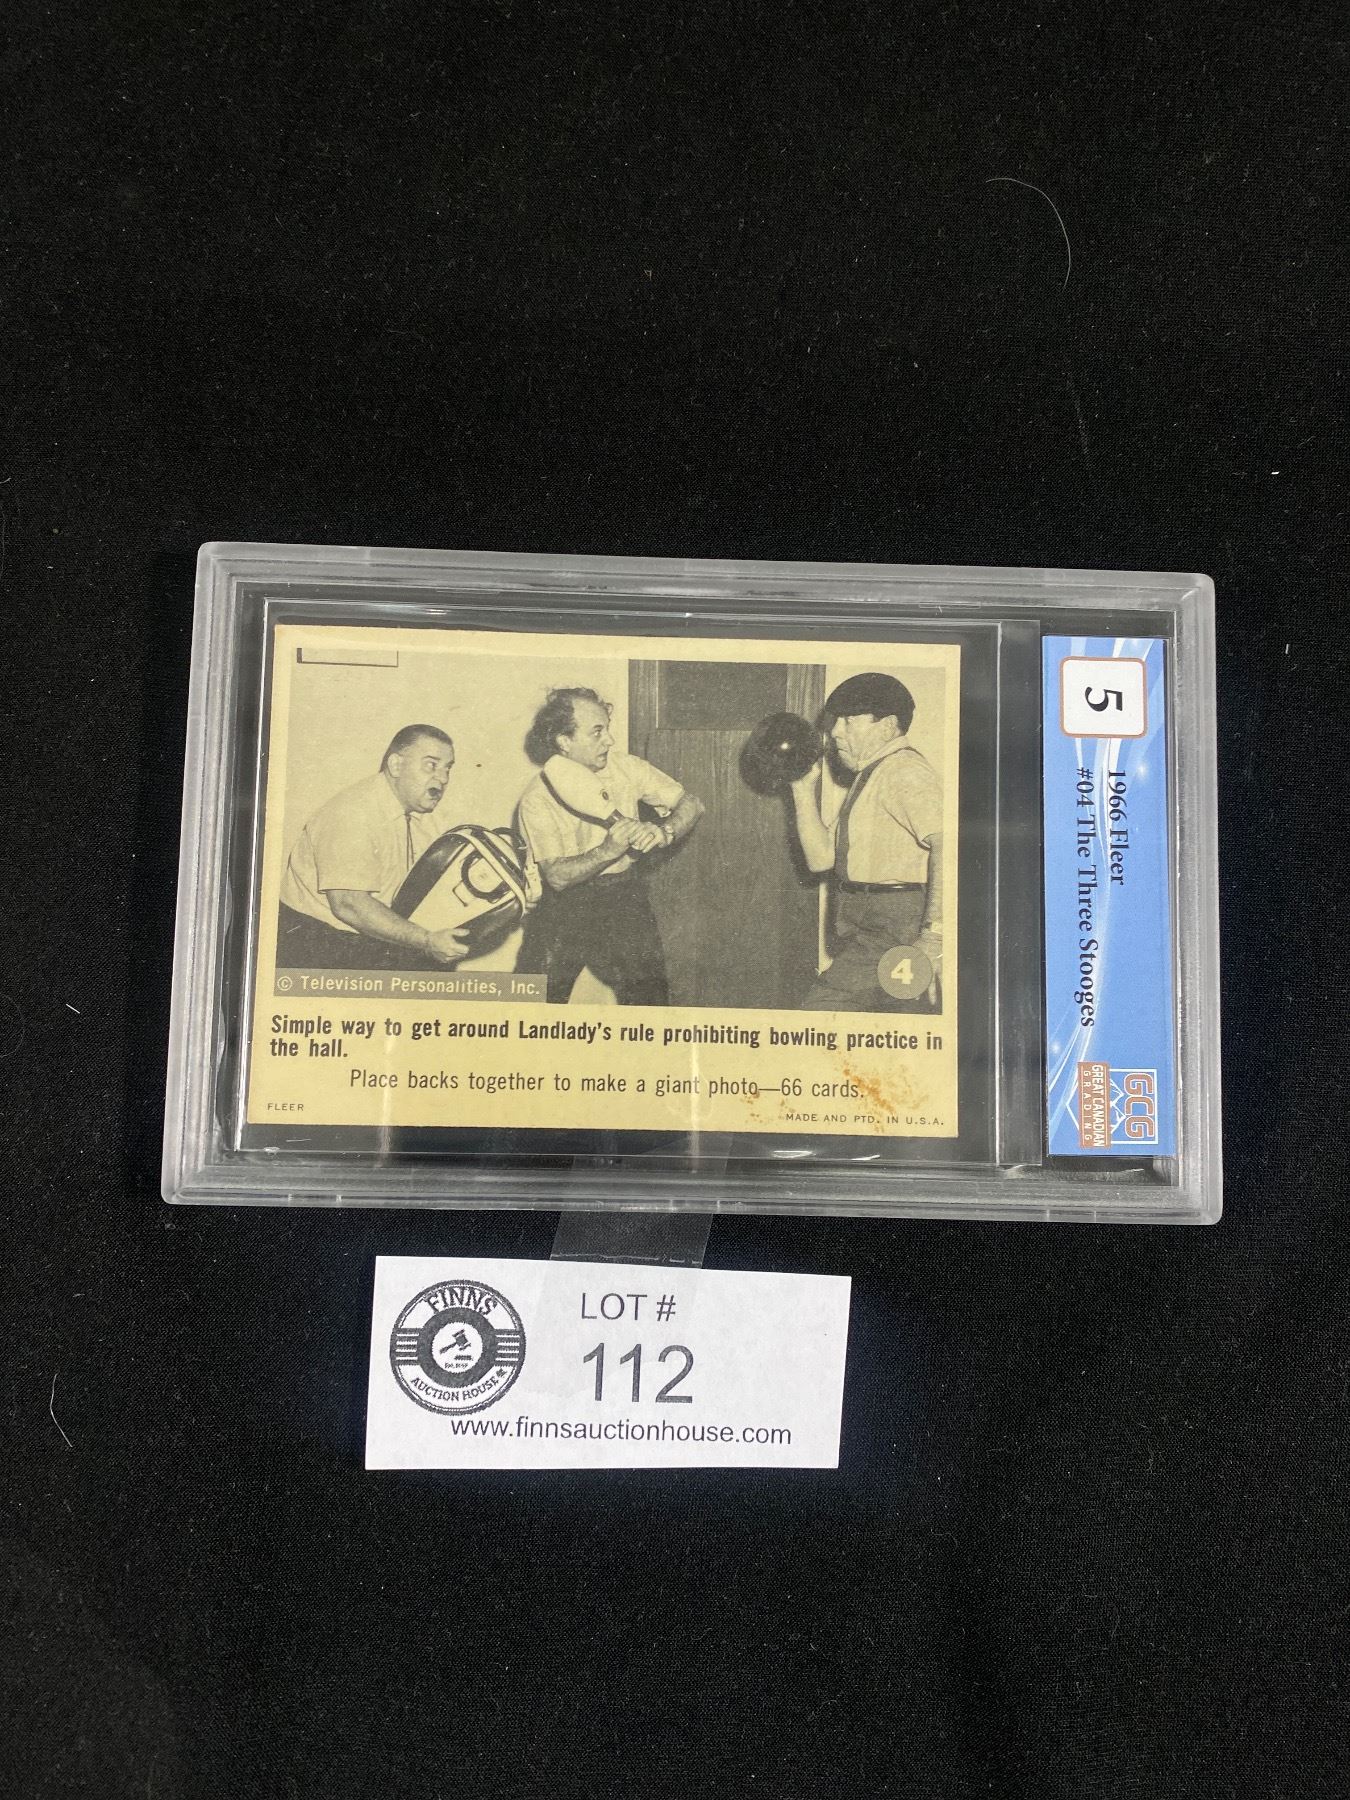 © Television Personalities, Inc.
4
Simple way to get around Landlady's rule prohibiting bowling practice in
the hall.
Place backs together to make a giant photo—66 cards.
FLEER
MADE AND PTD. IN U.S.A.
5
1966 Fleer
#04 The Three Stooges
GCG
GREAT CANADIAN
GRADING
FINNS
AUCTION HOUSE
LOT #
112
www.finnsauctionhouse.com